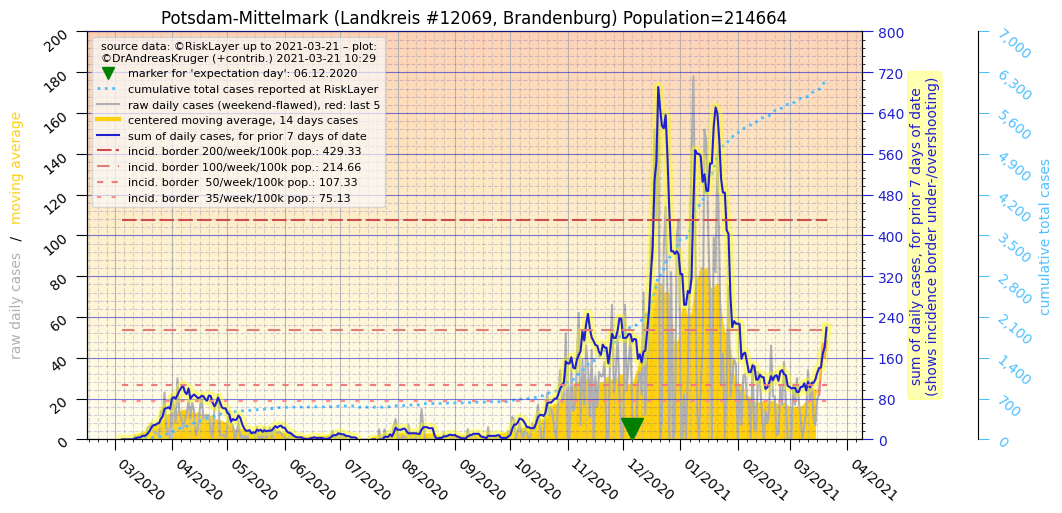 Potsdam-Mittelmark (Landkreis #12069, Brandenburg) Population=214664
source data: ©RiskLayer up to 2021-03-21 – plot:
©DrAndreasKruger (+contrib.) 2021-03-21 10:29
marker for 'expectation day': 06.12.2020
cumulative total cases reported at RiskLayer
raw daily cases (weekend-flawed), red: last 5
centered moving average, 14 days cases
sum of daily cases, for prior 7 days of date
incid. border 200/week/100k pop.: 429.33
incid. border 100/week/100k pop.: 214.66
incid. border  50/week/100k pop.: 107.33
incid. border  35/week/100k pop.: 75.13
raw daily cases / moving average
200
180
160
140
120
100
80
60
40
20
0
03/2020
04/2020
05/2020
06/2020
07/2020
08/2020
09/2020
10/2020
11/2020
12/2020
01/2021
02/2021
03/2021
04/2021
800
720
640
560
480
400
320
240
160
80
0
sum of daily cases, for prior 7 days of date
(shows incidence border under-/overshooting)
7,000
6,300
5,600
4,900
4,200
3,500
2,800
2,100
1,400
700
0
cumulative total cases